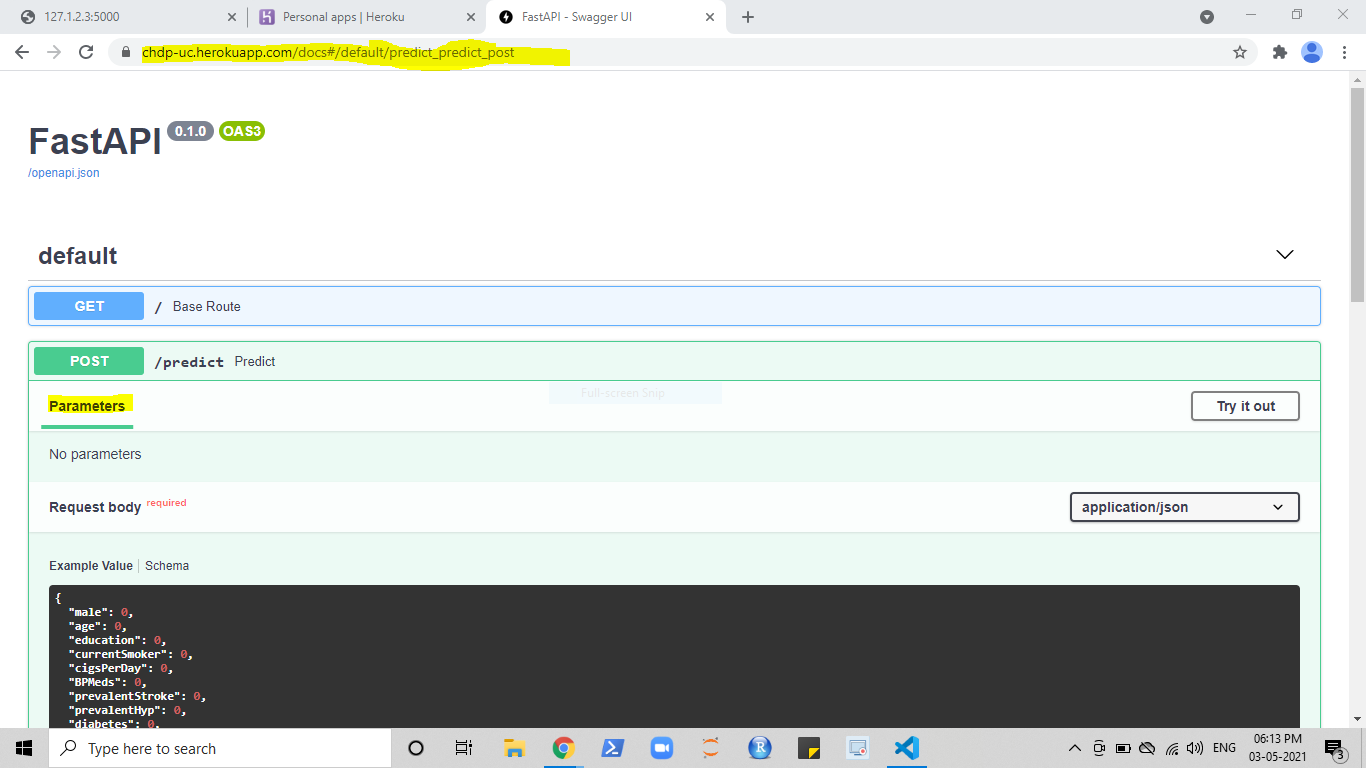 127.1.2.3:5000
Personal apps | Heroku
FastAPI - Swagger UI
chdp-uc.herokuapp.com/docs#/default/predict_predict_post
FastAPI 0.1.0 OAS3
/openapi.json
default
GET / Base Route
POST /predict Predict
Full-screen Snip
Parameters
Try it out
No parameters
Request body required
application/json
Example Value
Schema
{
"male": 0,
"age": 0,
"education": 0,
"currentSmoker": 0,
"cigsPerDay": 0,
"BPMeds": 0,
"prevalentStroke": 0,
"prevalentHyp": 0,
"diabetes": 0,
Type here to search
ENG
06:13 PM
03-05-2021
3